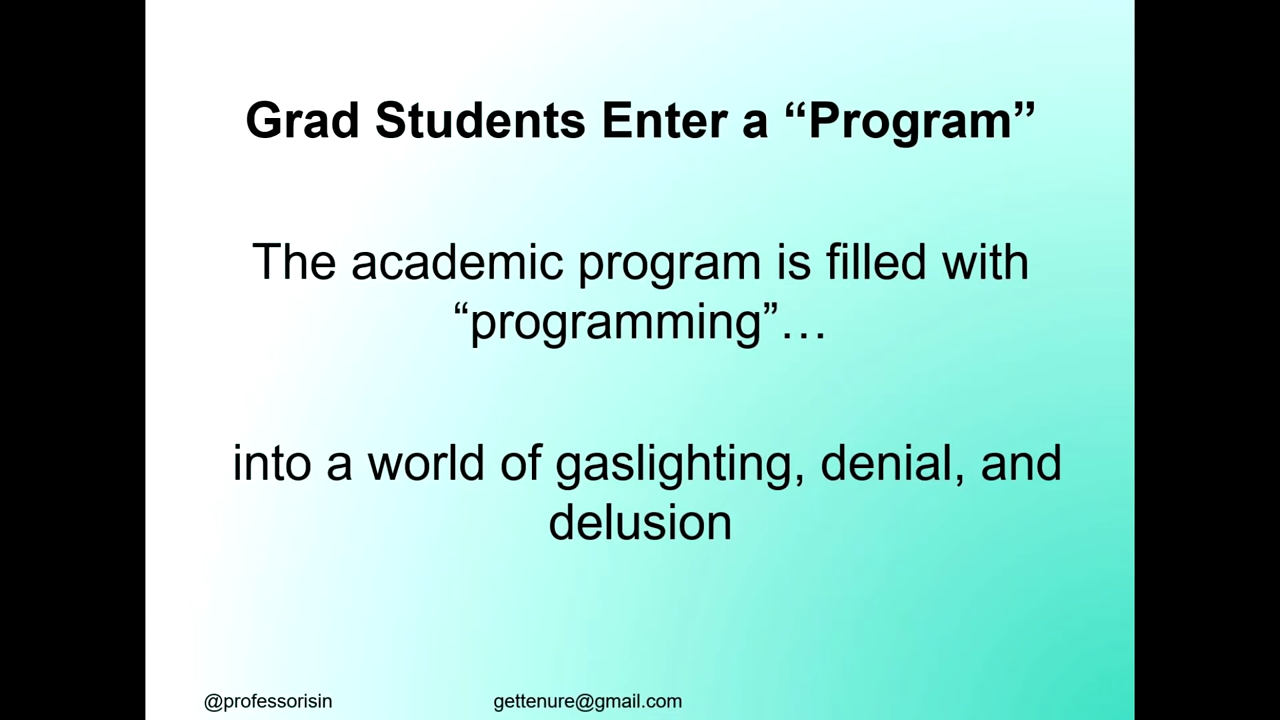 Grad Students Enter a “Program”
The academic program is filled with
“programming”…
into a world of gaslighting, denial, and
delusion
@professorisin
gettenure@gmail.com